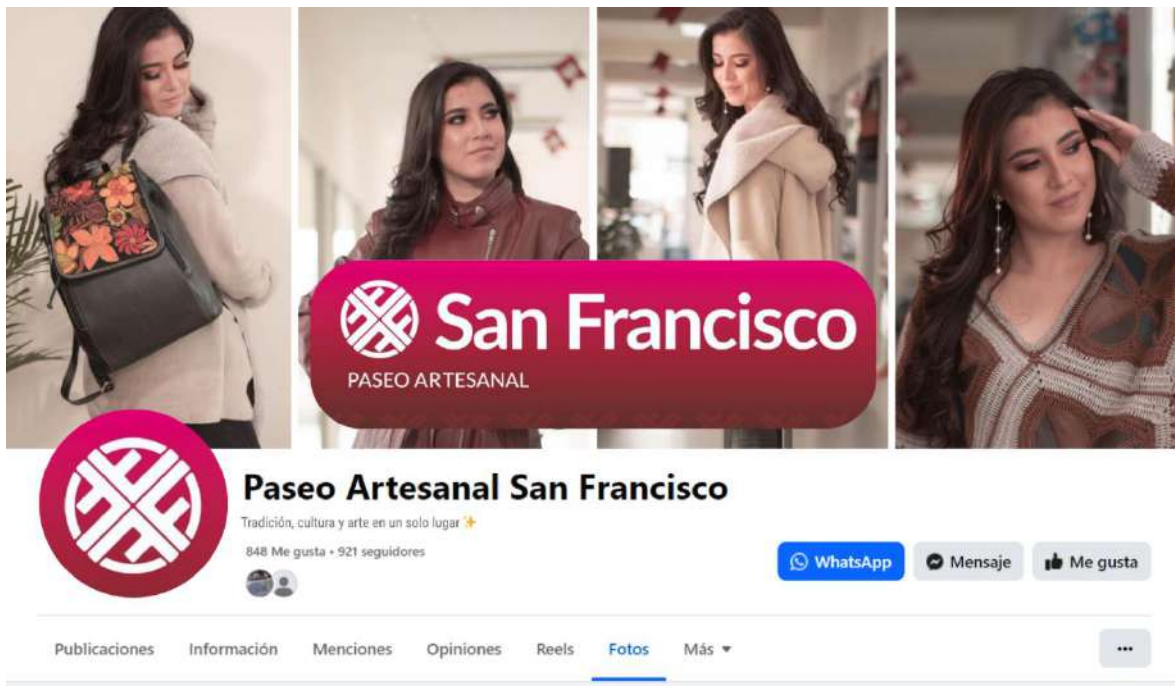 San Francisco
PASEO ARTESANAL
Paseo Artesanal San Francisco
Tradición, cultura y arte en un solo lugar ✨
848 Me gusta • 921 seguidores
WhatsApp Mensaje Me gusta
Publicaciones Información Menciones Opiniones Reels Fotos Más